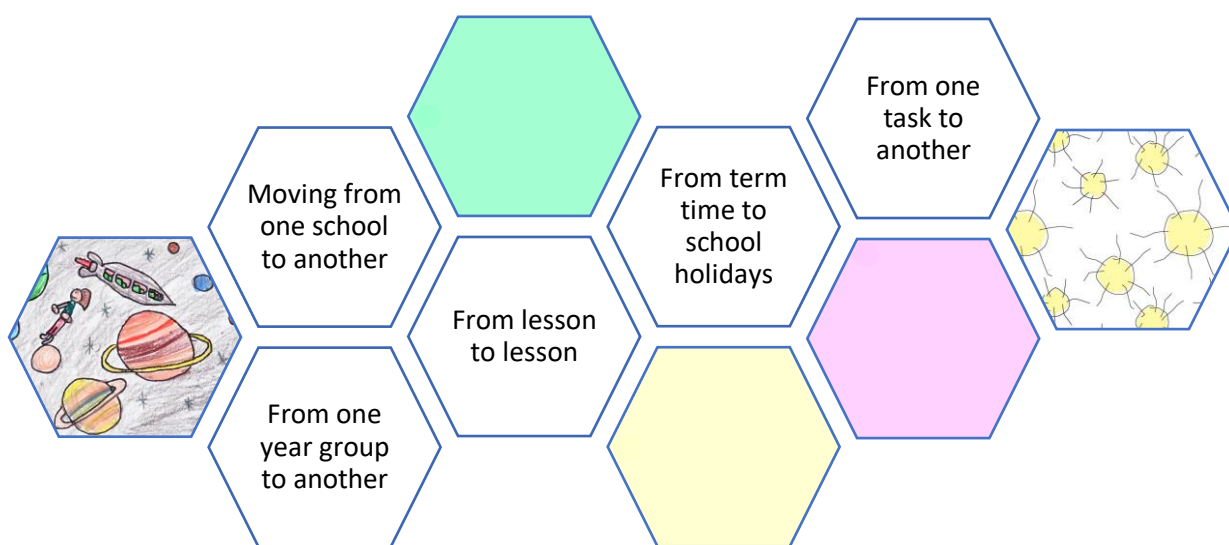 Moving from
one school
to another
From one
year group
to another
From lesson
to lesson
From term
time to
school
holidays
From one
task to
another